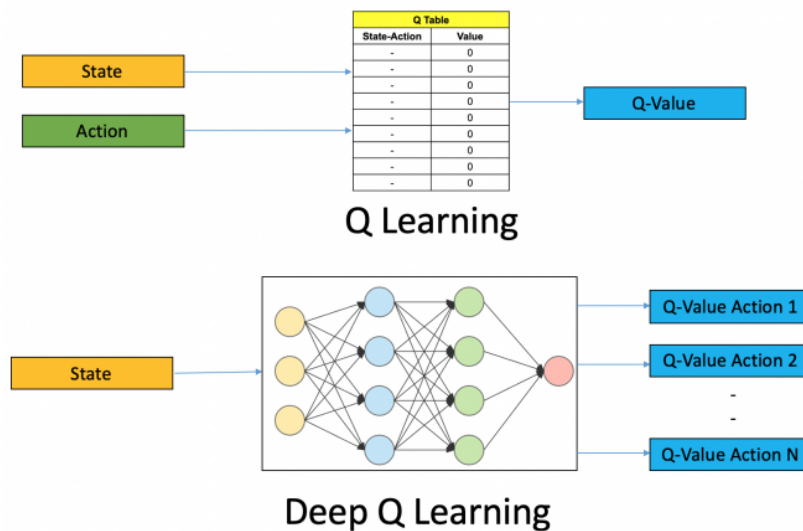 Q Table
State-Action Value
- 0
- 0
- 0
- 0
- 0
- 0
- 0
- 0
- 0
State
Action
Q-Value
Q Learning
State
Q-Value Action 1
Q-Value Action 2
-
-
Q-Value Action N
Deep Q Learning